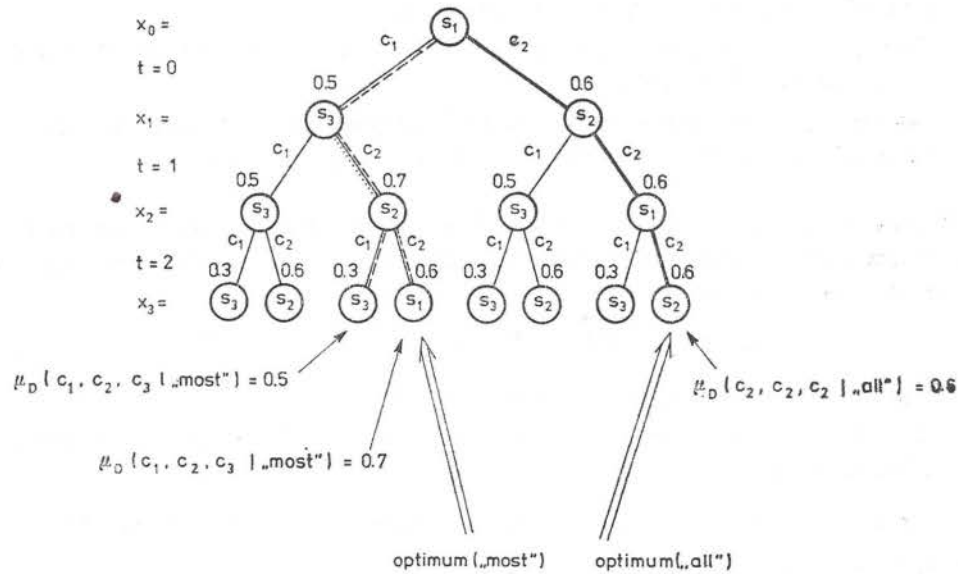 x₀ = s₁
c₁ c₂
t = 0
0.5 0.6
x₁ = s₃ s₂
c₁ c₂ c₁ c₂
t = 1
0.5 0.7 0.5 0.6
x₂ = s₃ s₂ s₃ s₁
c₁ c₂ c₁ c₂ c₁ c₂ c₁ c₂
t = 2
0.3 0.6 0.3 0.6 0.3 0.6 0.3 0.6
x₃ = s₃ s₂ s₃ s₁ s₃ s₂ s₃ s₂
μ_D (c₁, c₂, c₃ | „most") = 0.5
μ_D (c₂, c₂, c₂ | „all") = 0.6
μ_D (c₁, c₂, c₃ | „most") = 0.7
optimum („most") optimum(„all")